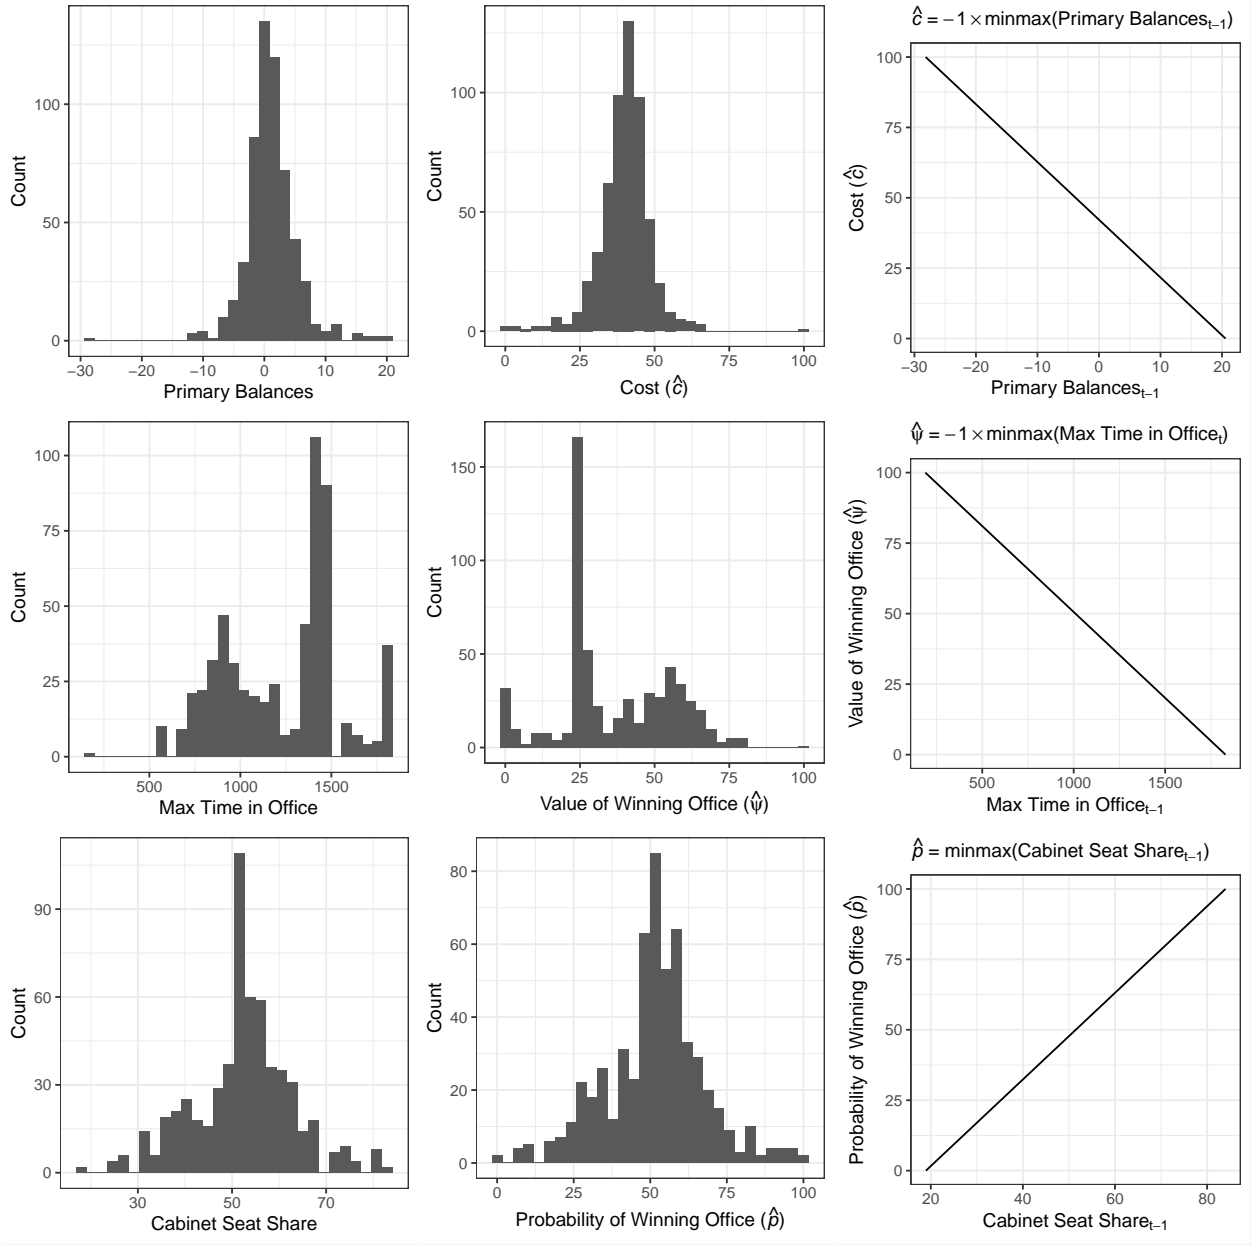 ĉ = −1 × minmax(Primary Balances_{t−1})
100
50
0
Count
−30 −20 −10 0 10 20
Primary Balances
100
50
0
Count
0 25 50 75 100
Cost (ĉ)
100
75
50
25
0
Cost (ĉ)
−30 −20 −10 0 10 20
Primary Balances_{t−1}
ψ̂ = −1 × minmax(Max Time in Office_t)
100
75
50
25
0
Count
500 1000 1500
Max Time in Office
150
100
50
0
Count
0 25 50 75 100
Value of Winning Office (ψ̂)
100
75
50
25
0
Value of Winning Office (ψ̂)
500 1000 1500
Max Time in Office_{t−1}
p̂ = minmax(Cabinet Seat Share_{t−1})
90
60
30
0
Count
30 50 70
Cabinet Seat Share
80
60
40
20
0
Count
0 25 50 75 100
Probability of Winning Office (p̂)
100
75
50
25
0
Probability of Winning Office (p̂)
20 40 60 80
Cabinet Seat Share_{t−1}